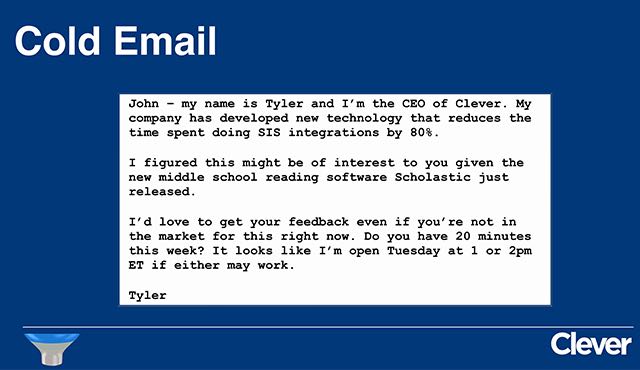 Cold Email
John – my name is Tyler and I'm the CEO of Clever. My
company has developed new technology that reduces the
time spent doing SIS integrations by 80%.
I figured this might be of interest to you given the
new middle school reading software Scholastic just
released.
I'd love to get your feedback even if you're not in
the market for this right now. Do you have 20 minutes
this week? It looks like I'm open Tuesday at 1 or 2pm
ET if either may work.
Tyler
Clever